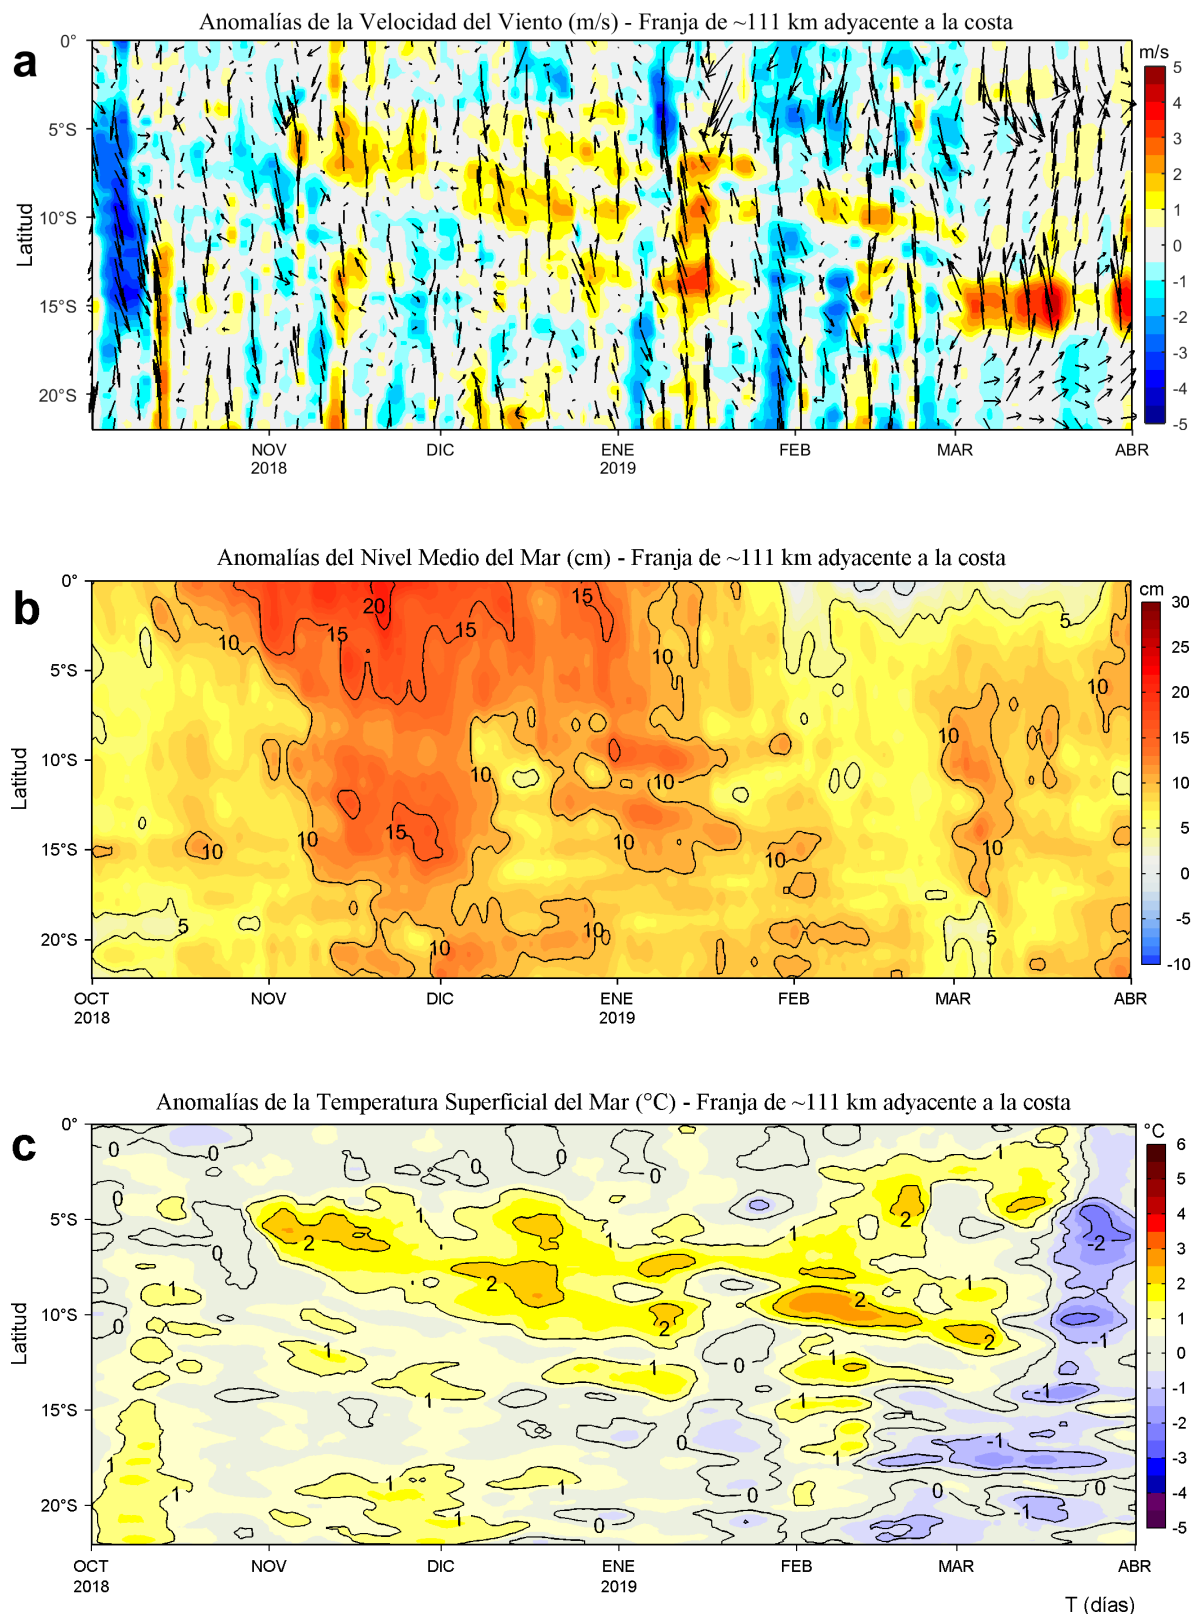 Anomalías de la Velocidad del Viento (m/s) - Franja de ~111 km adyacente a la costa
a
m/s
0°
5°S
10°S
15°S
20°S
Latitud
5
4
3
2
1
0
-1
-2
-3
-4
-5
NOV
2018
DIC
ENE
2019
FEB
MAR
ABR
Anomalías del Nivel Medio del Mar (cm) - Franja de ~111 km adyacente a la costa
b
cm
0°
5°S
10°S
15°S
20°S
Latitud
20
15
15
15
10
10
10
10
10
10
10
10
15
10
10
10
10
10
10
5
5
5
30
25
20
15
10
5
0
-5
-10
OCT
2018
NOV
DIC
ENE
2019
FEB
MAR
ABR
Anomalías de la Temperatura Superficial del Mar (°C) - Franja de ~111 km adyacente a la costa
c
°C
0°
5°S
10°S
15°S
20°S
Latitud
0
0
0
0
0
1
0
1
1
2
2
2
2
2
2
-2
1
1
0
-1
1
1
1
0
1
-1
0
-1
1
1
1
1
1
0
0
0
-1
6
5
4
3
2
1
0
-1
-2
-3
-4
-5
OCT
2018
NOV
DIC
ENE
2019
FEB
MAR
ABR
T (días)